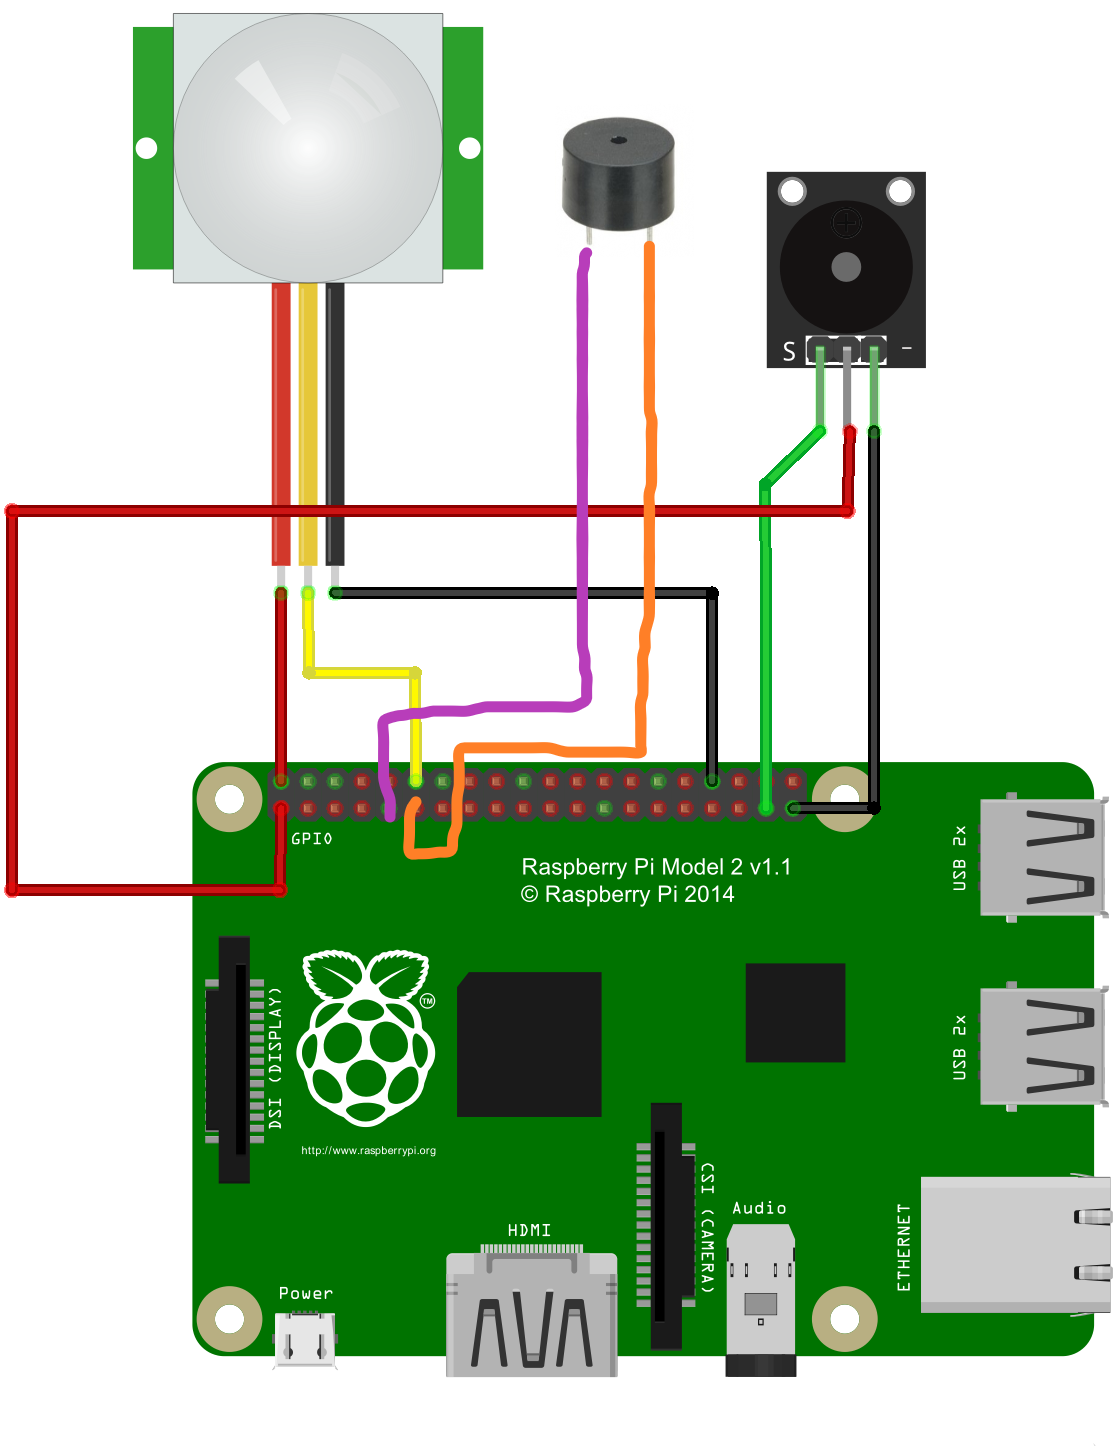 S
-
GPIO
Raspberry Pi Model 2 v1.1
© Raspberry Pi 2014
USB 2x
DSI (DISPLAY)
TM
USB 2x
http://www.raspberrypi.org
CSI (CAMERA)
Audio
ETHERNET
HDMI
Power